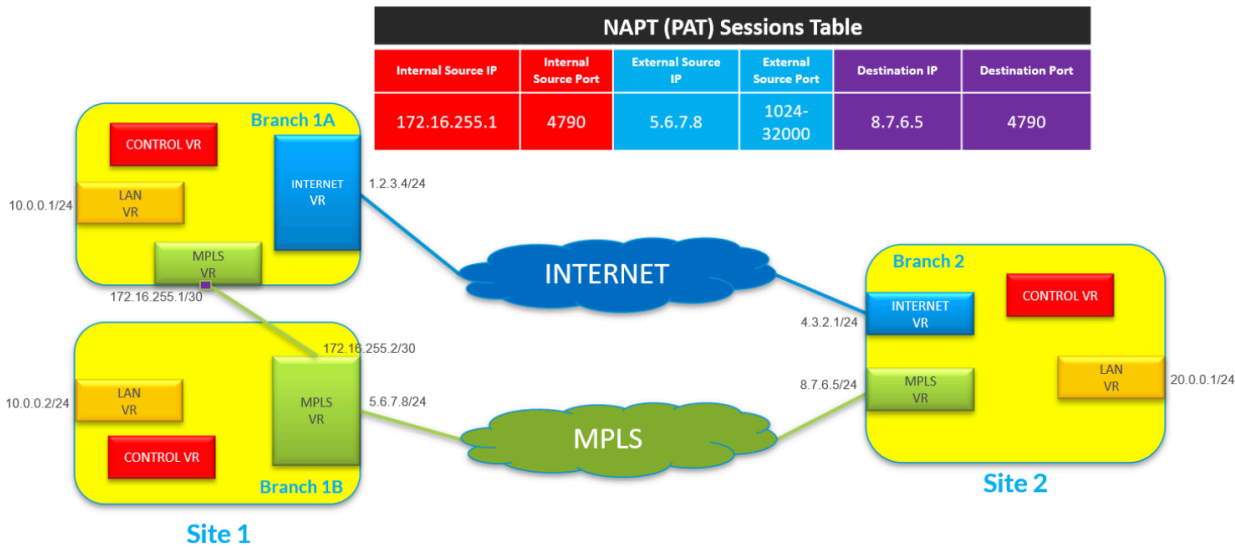 NAPT (PAT) Sessions Table
Internal Source IP
Internal
Source Port
External Source
IP
External
Source Port
Destination IP
Destination Port
172.16.255.1
4790
5.6.7.8
1024-
32000
8.7.6.5
4790
Branch 1A
CONTROL VR
INTERNET
VR
1.2.3.4/24
10.0.0.1/24
LAN
VR
MPLS
VR
172.16.255.1/30
INTERNET
Branch 2
CONTROL VR
INTERNET
VR
4.3.2.1/24
172.16.255.2/30
10.0.0.2/24
LAN
VR
MPLS
VR
5.6.7.8/24
CONTROL VR
Branch 1B
MPLS
8.7.6.5/24
MPLS
VR
LAN
VR
20.0.0.1/24
Site 2
Site 1